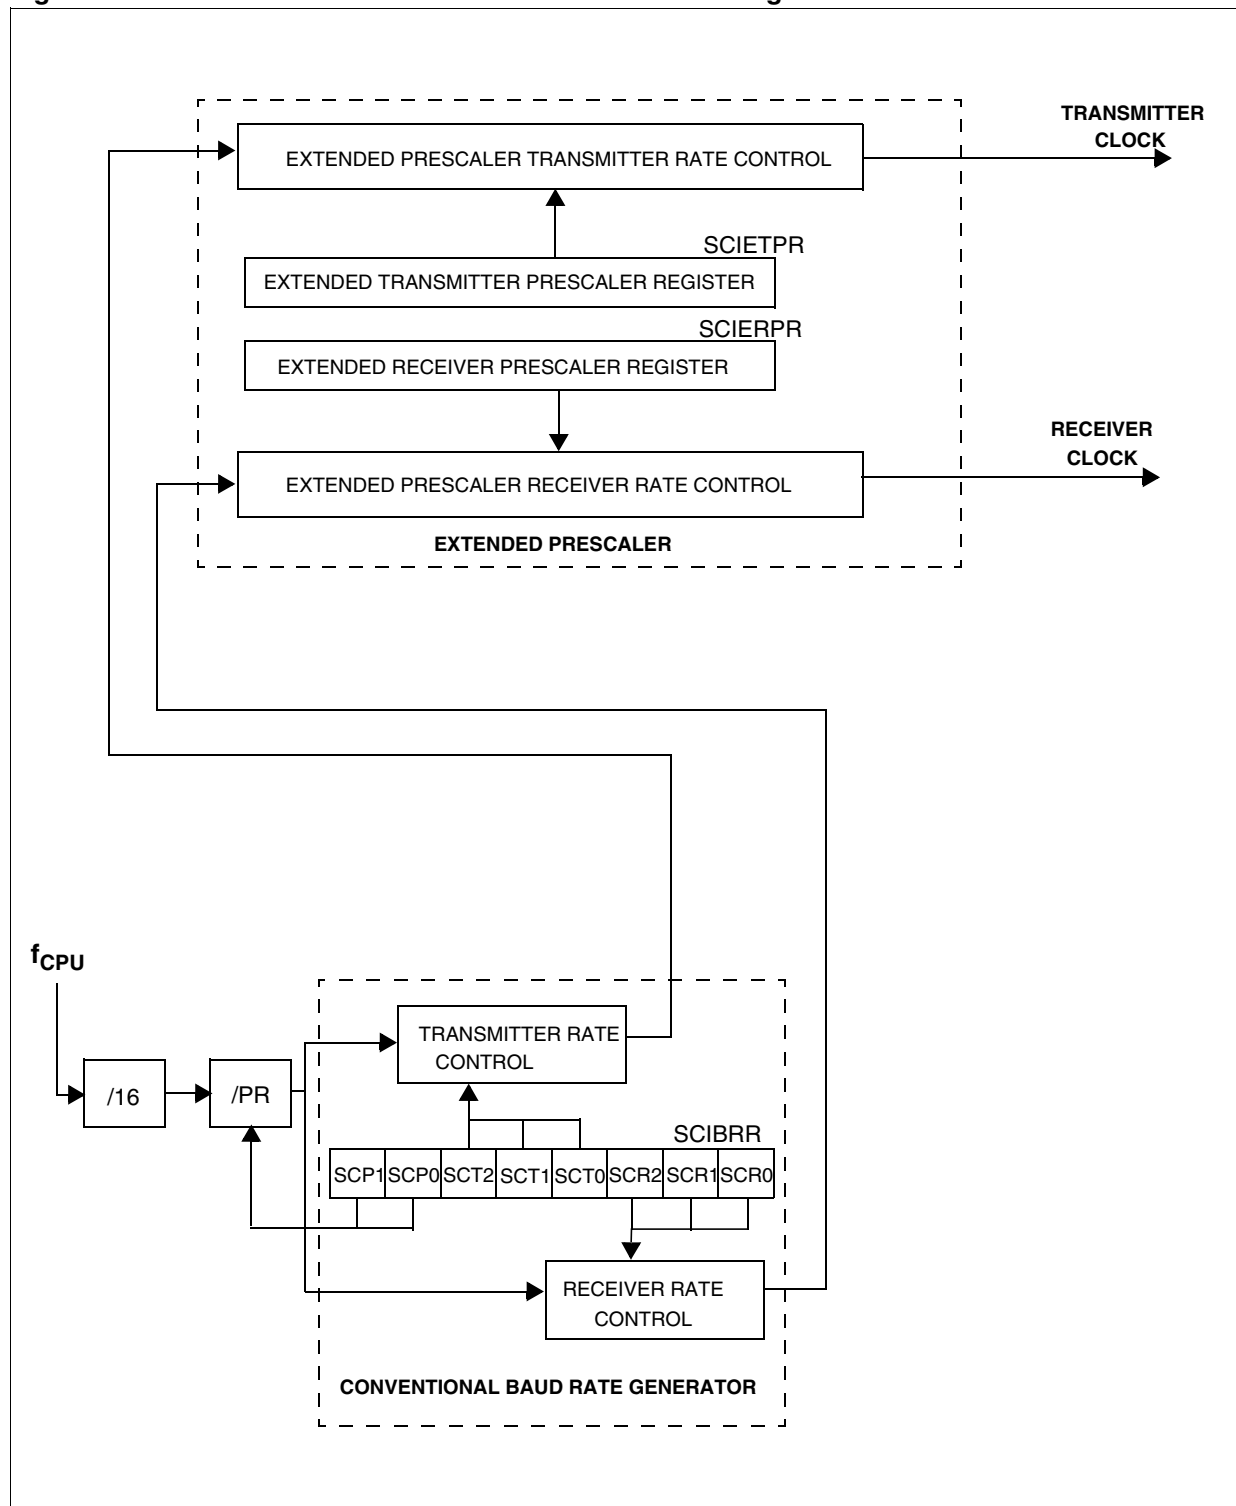 TRANSMITTER
CLOCK
EXTENDED PRESCALER TRANSMITTER RATE CONTROL
SCIETPR
EXTENDED TRANSMITTER PRESCALER REGISTER
SCIERPR
EXTENDED RECEIVER PRESCALER REGISTER
RECEIVER
CLOCK
EXTENDED PRESCALER RECEIVER RATE CONTROL
EXTENDED PRESCALER
fCPU
TRANSMITTER RATE
CONTROL
/16
/PR
SCIBRR
SCP1 SCP0 SCT2 SCT1 SCT0 SCR2 SCR1 SCR0
RECEIVER RATE
CONTROL
CONVENTIONAL BAUD RATE GENERATOR